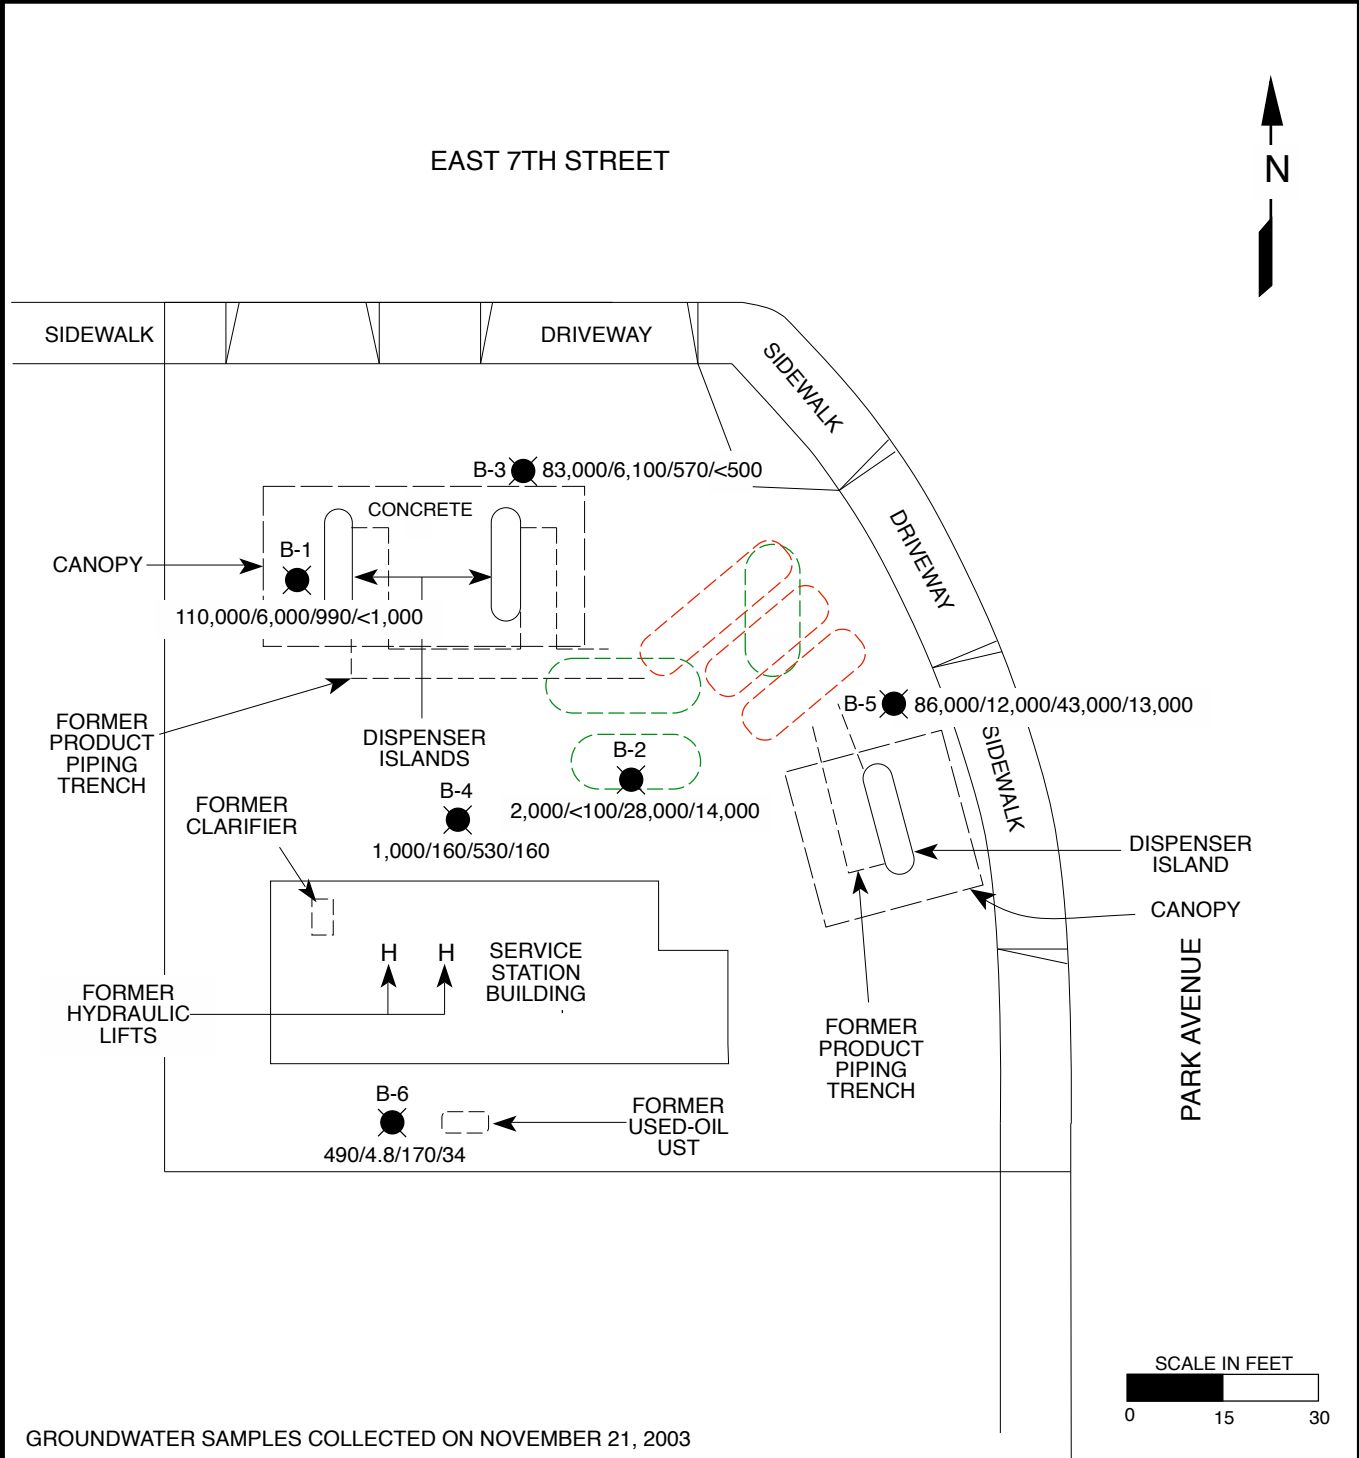 EAST 7TH STREET
N
SIDEWALK
DRIVEWAY
SIDEWALK
B-3 83,000/6,100/570/<500
CONCRETE
DRIVEWAY
B-1
CANOPY
110,000/6,000/990/<1,000
B-5 86,000/12,000/43,000/13,000
FORMER
PRODUCT
PIPING
TRENCH
DISPENSER
ISLANDS
B-2
2,000/<100/28,000/14,000
SIDEWALK
B-4
1,000/160/530/160
FORMER
CLARIFIER
DISPENSER
ISLAND
CANOPY
H H
SERVICE
STATION
BUILDING
FORMER
HYDRAULIC
LIFTS
FORMER
PRODUCT
PIPING
TRENCH
PARK AVENUE
B-6
490/4.8/170/34
FORMER
USED-OIL
UST
SCALE IN FEET
0 15 30
GROUNDWATER SAMPLES COLLECTED ON NOVEMBER 21, 2003